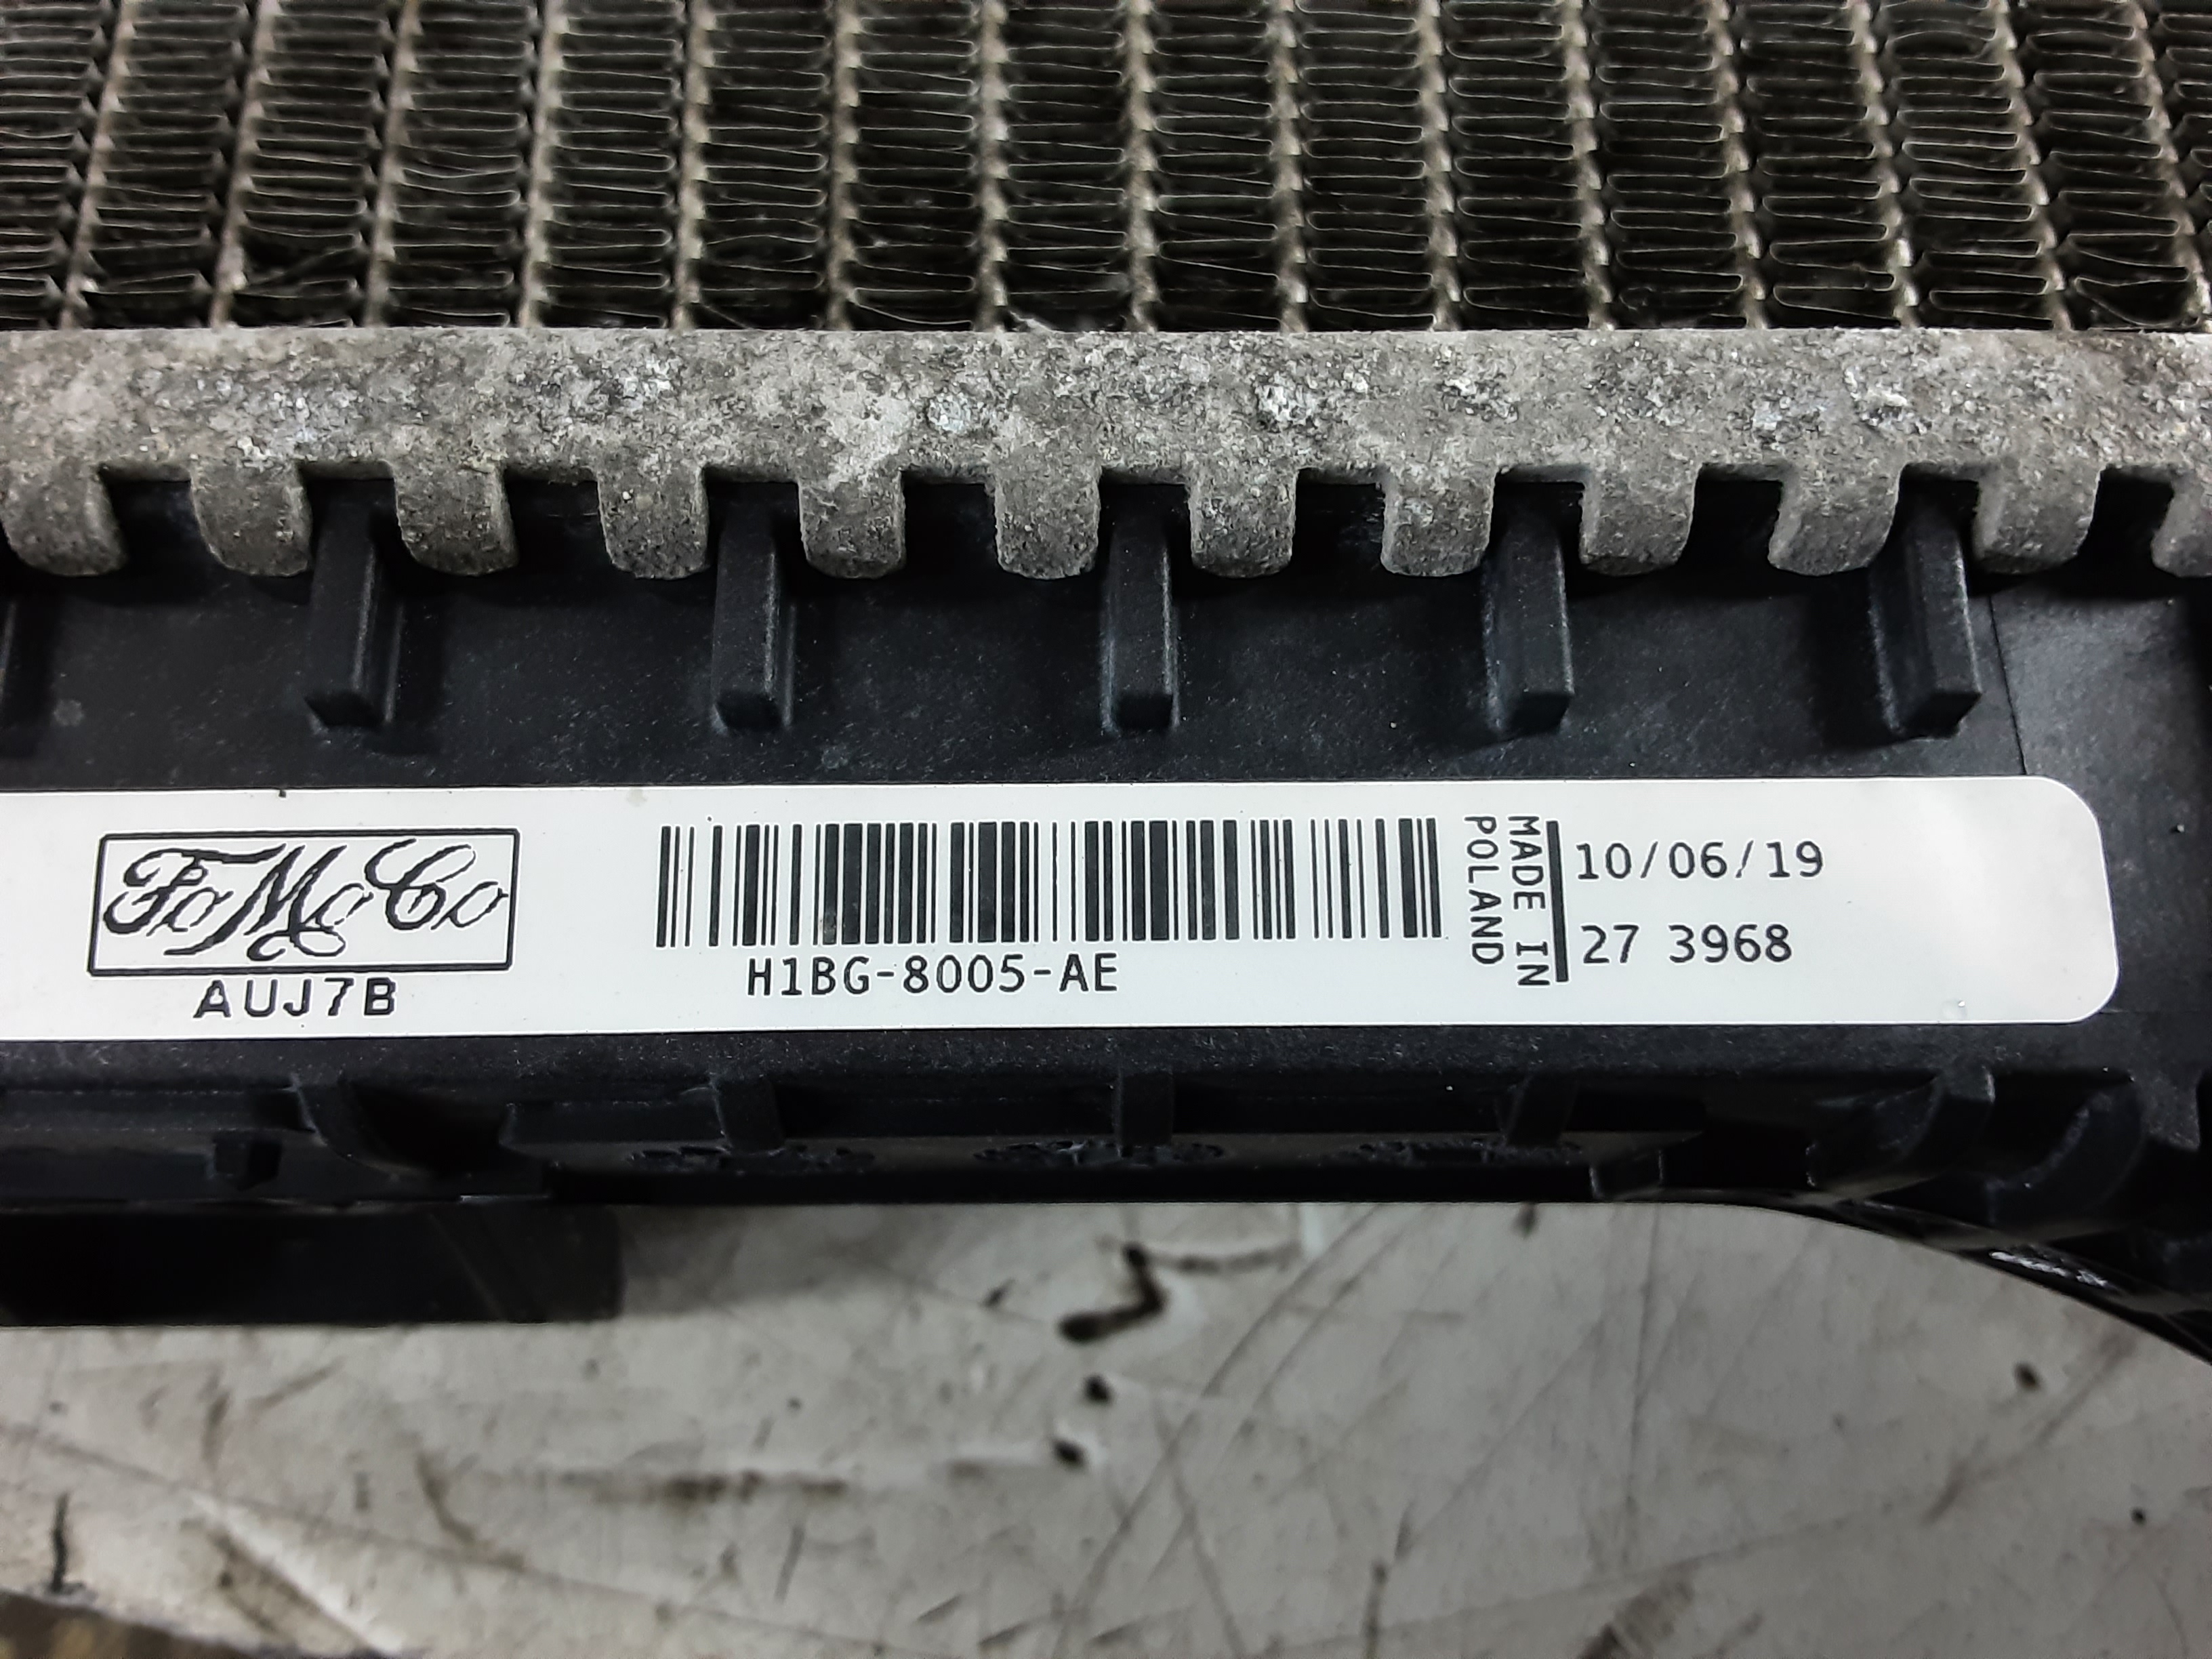 FoMoCo
AUJ7B
H1BG-8005-AE
MADE IN
POLAND
10/06/19
27 3968